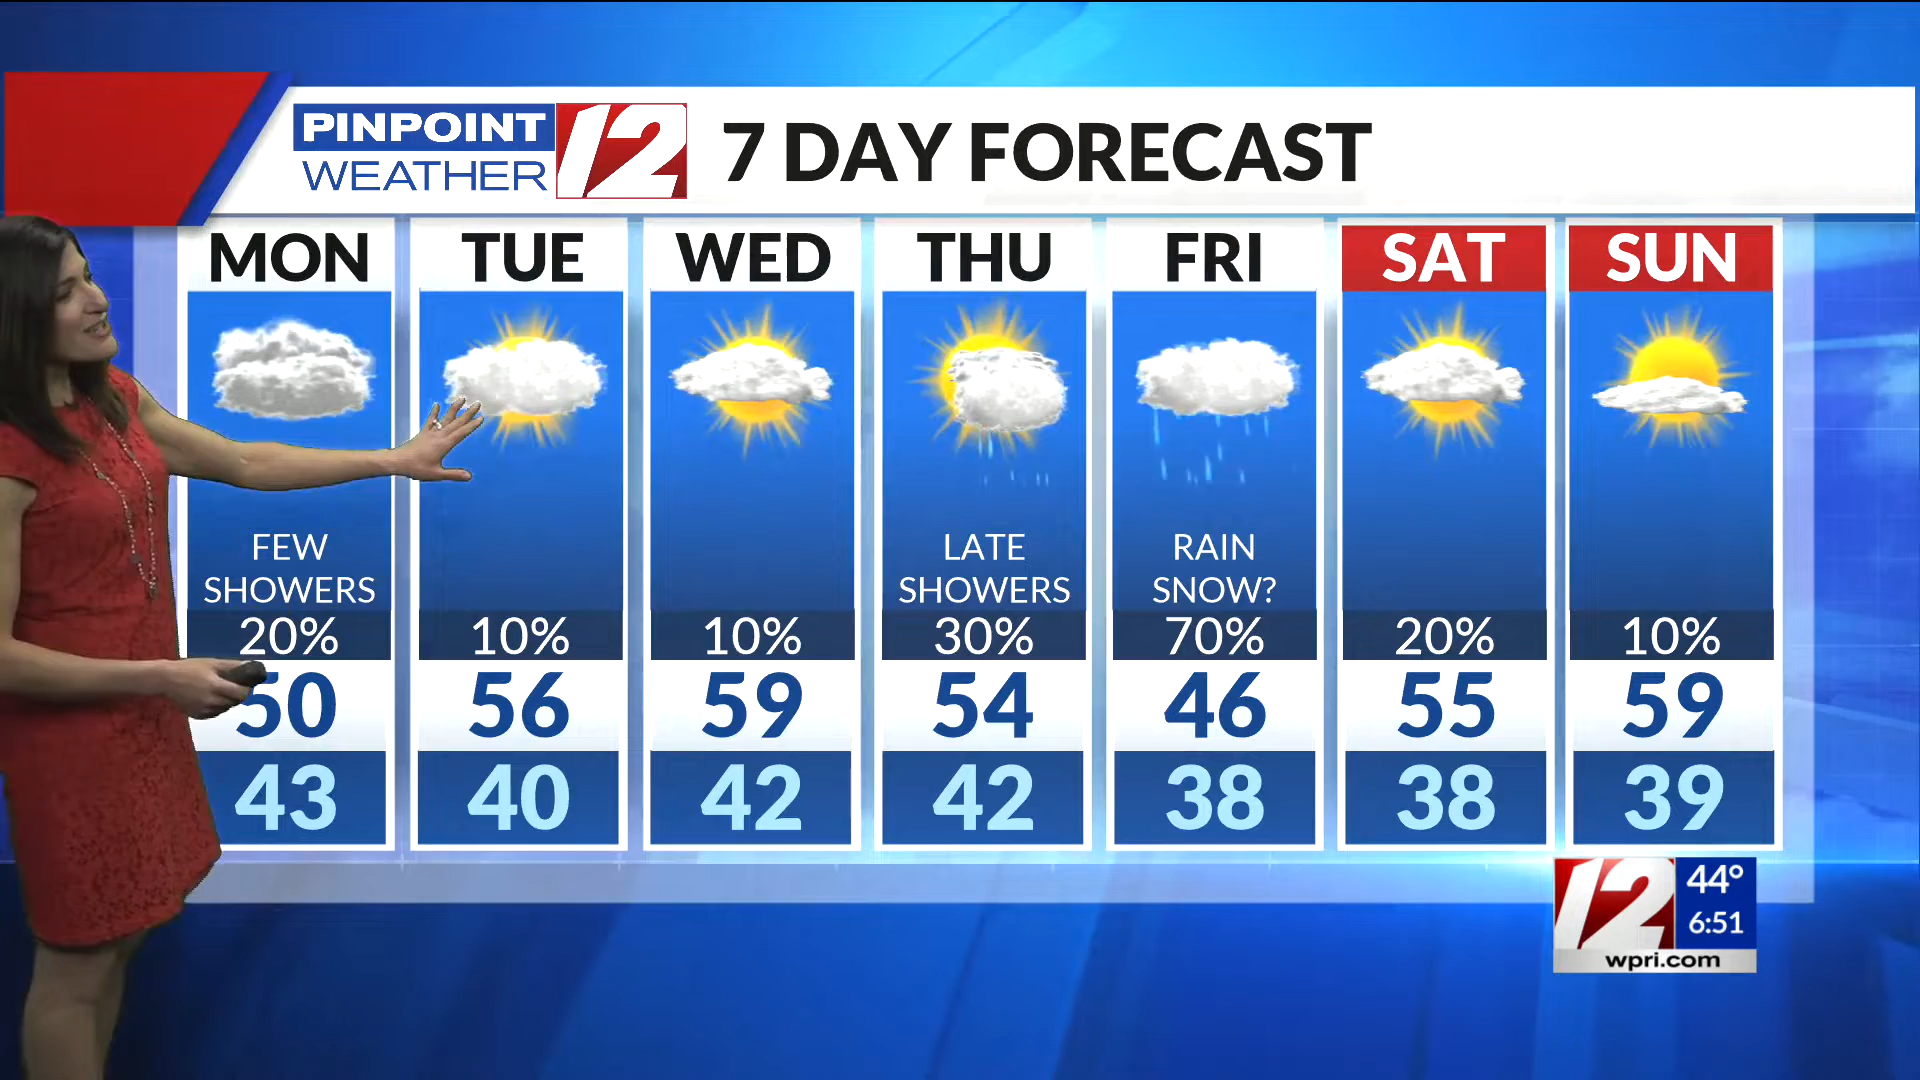 PINPOINT
WEATHER
12
7 DAY FORECAST
MON TUE WED THU FRI SAT SUN
FEW LATE RAIN
SHOWERS SHOWERS SNOW?
20% 10% 10% 30% 70% 20% 10%
50 56 59 54 46 55 59
43 40 42 42 38 38 39
12
44°
6:51
wpri.com